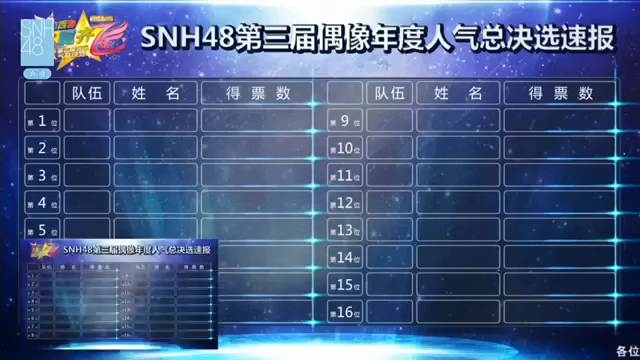 SNH48第三届偶像年度人气总决选速报
SNH
48
队伍 姓名 得票数 队伍 姓名 得票数
第1位 第9位
第2位 第10位
第3位 第11位
第4位 第12位
第5位 第13位
第14位
第15位
第16位
SNH48第三届偶像年度人气总决选速报
各位